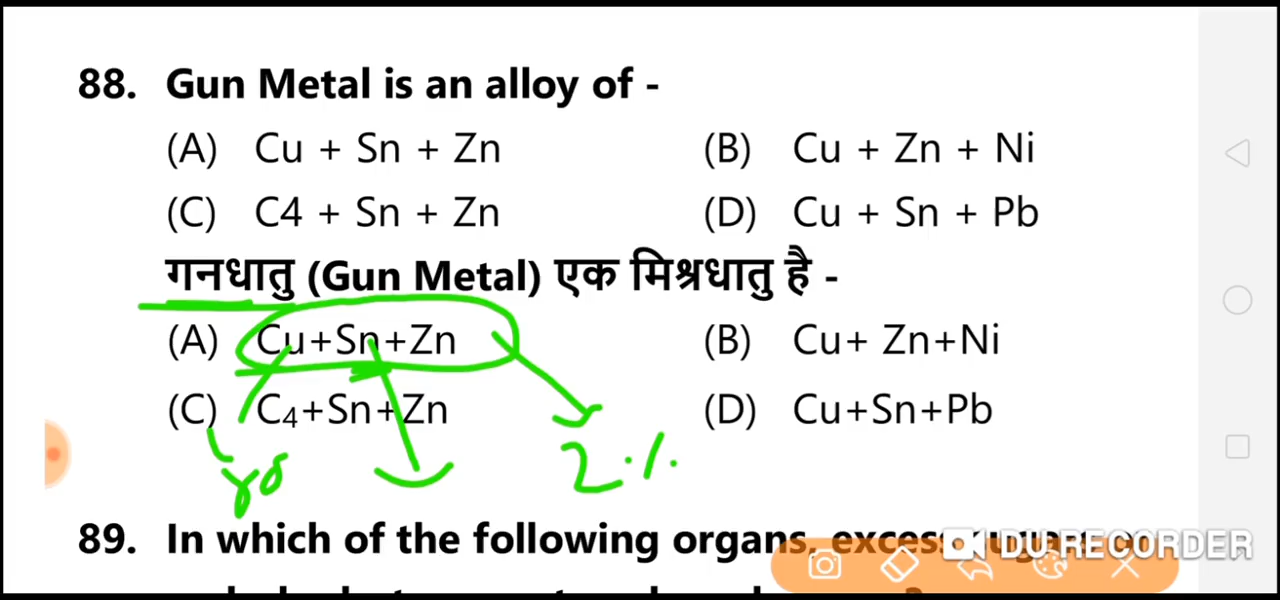 88. Gun Metal is an alloy of -
(A) Cu + Sn + Zn (B) Cu + Zn + Ni
(C) C4 + Sn + Zn (D) Cu + Sn + Pb
गनधातु (Gun Metal) एक मिश्रधातु है -
(A) Cu+Sn+Zn (B) Cu+ Zn+Ni
(C) C4+Sn+Zn (D) Cu+Sn+Pb
2%
89. In which of the following organs, excess
DU RECORDER